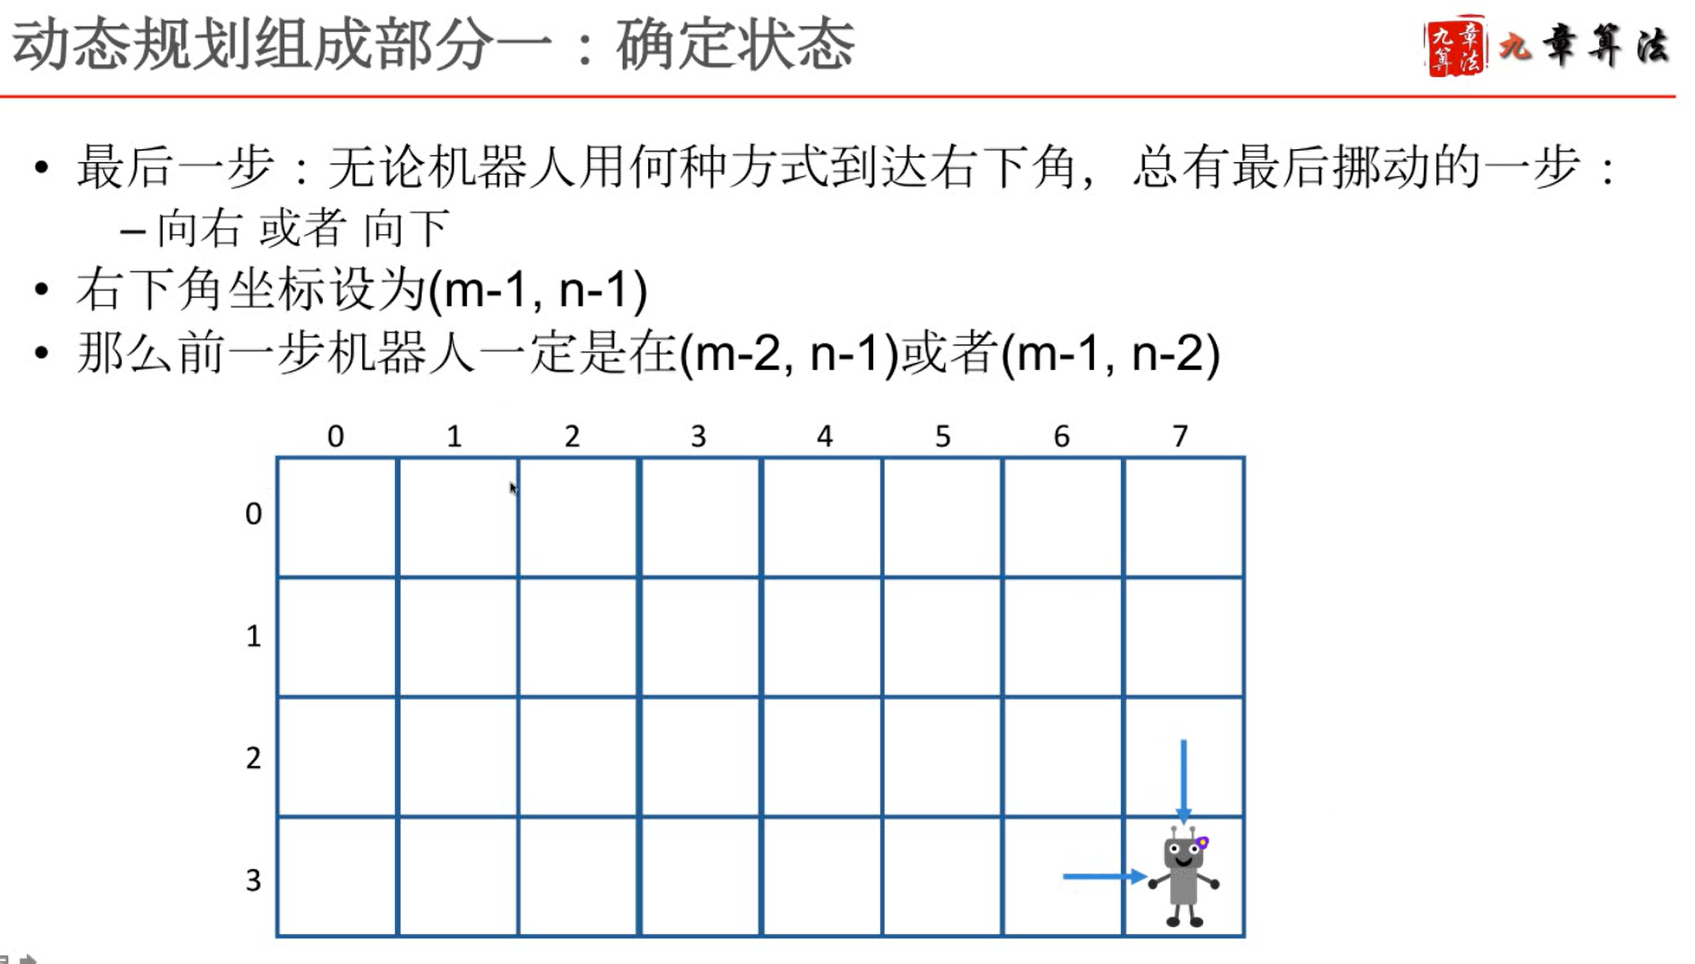 动态规划组成部分一：确定状态
九章算法
九章算法
• 最后一步：无论机器人用何种方式到达右下角，总有最后挪动的一步：
– 向右 或者 向下
• 右下角坐标设为(m-1, n-1)
• 那么前一步机器人一定是在(m-2, n-1)或者(m-1, n-2)
0 1 2 3 4 5 6 7
0
1
2
3